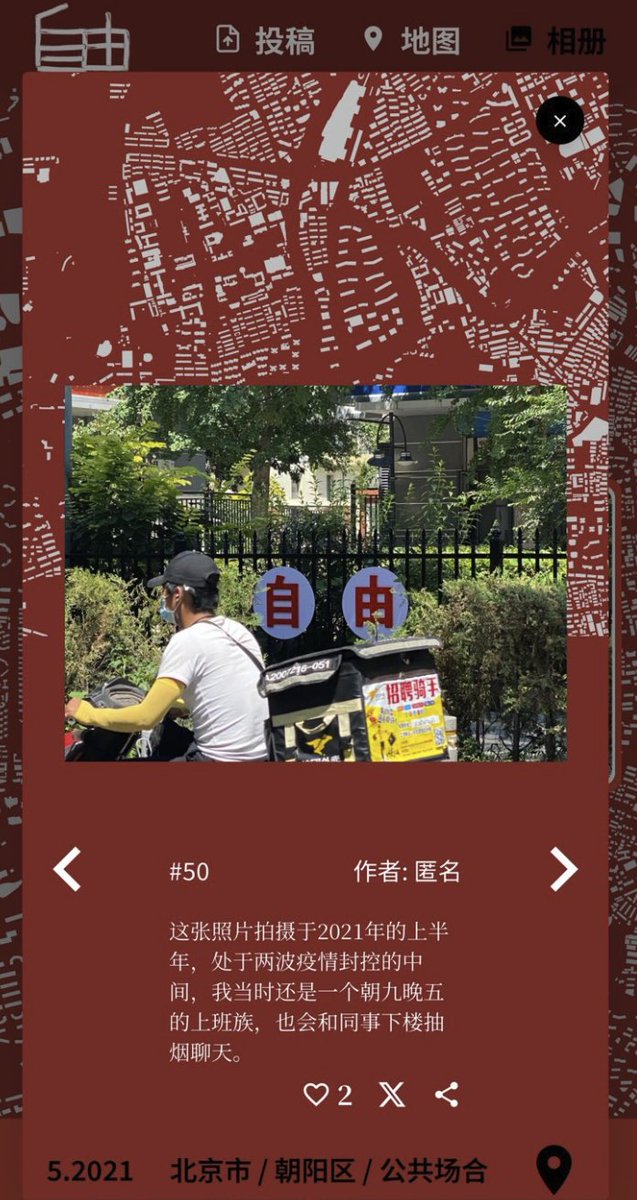 自由
投稿
地图
相册
自由
A200716-051
招聘骑手
#50
作者: 匿名
这张照片拍摄于2021年的上半
年，处于两波疫情封控的中
间，我当时还是一个朝九晚五
的上班族，也会和同事下楼抽
烟聊天。
2
5.2021
北京市 / 朝阳区 / 公共场合